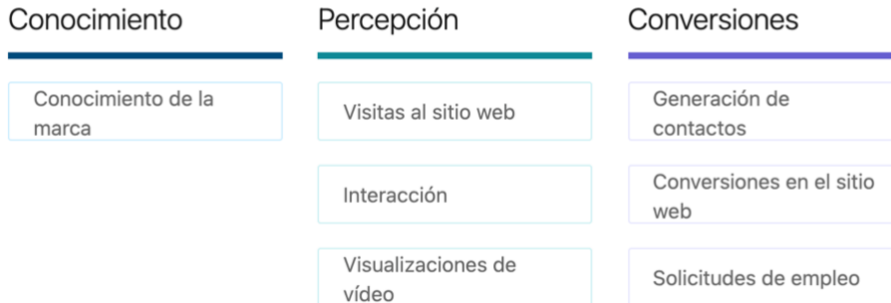 Conocimiento
Percepción
Conversiones
Conocimiento de la
marca
Visitas al sitio web
Generación de
contactos
Interacción
Conversiones en el sitio
web
Visualizaciones de
vídeo
Solicitudes de empleo